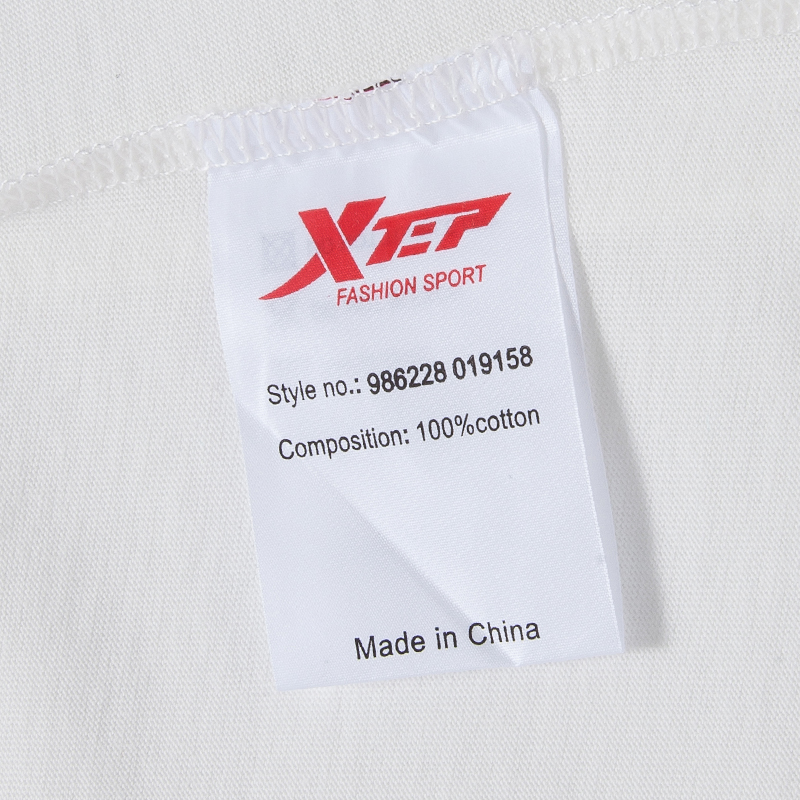 XTEP
FASHION SPORT
Style no.: 986228 019158
Composition: 100%cotton
Made in China